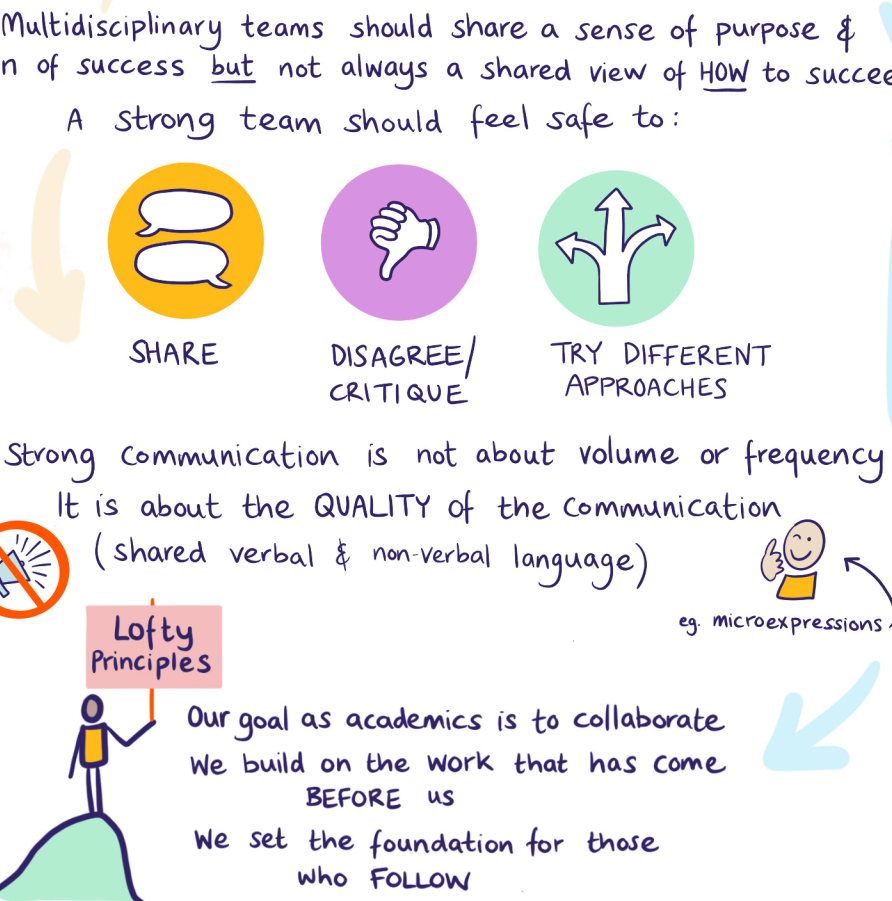 Multidisciplinary teams should share a sense of purpose &
n of success but not always a shared view of HOW to succee
A strong team should feel safe to:
SHARE
DISAGREE/
CRITIQUE
TRY DIFFERENT
APPROACHES
Strong communication is not about volume or frequency
It is about the QUALITY of the communication
(shared verbal & non-verbal language)
eg. microexpressions
Lofty
Principles
Our goal as academics is to collaborate
We build on the work that has come
BEFORE us
We set the foundation for those
who FOLLOW